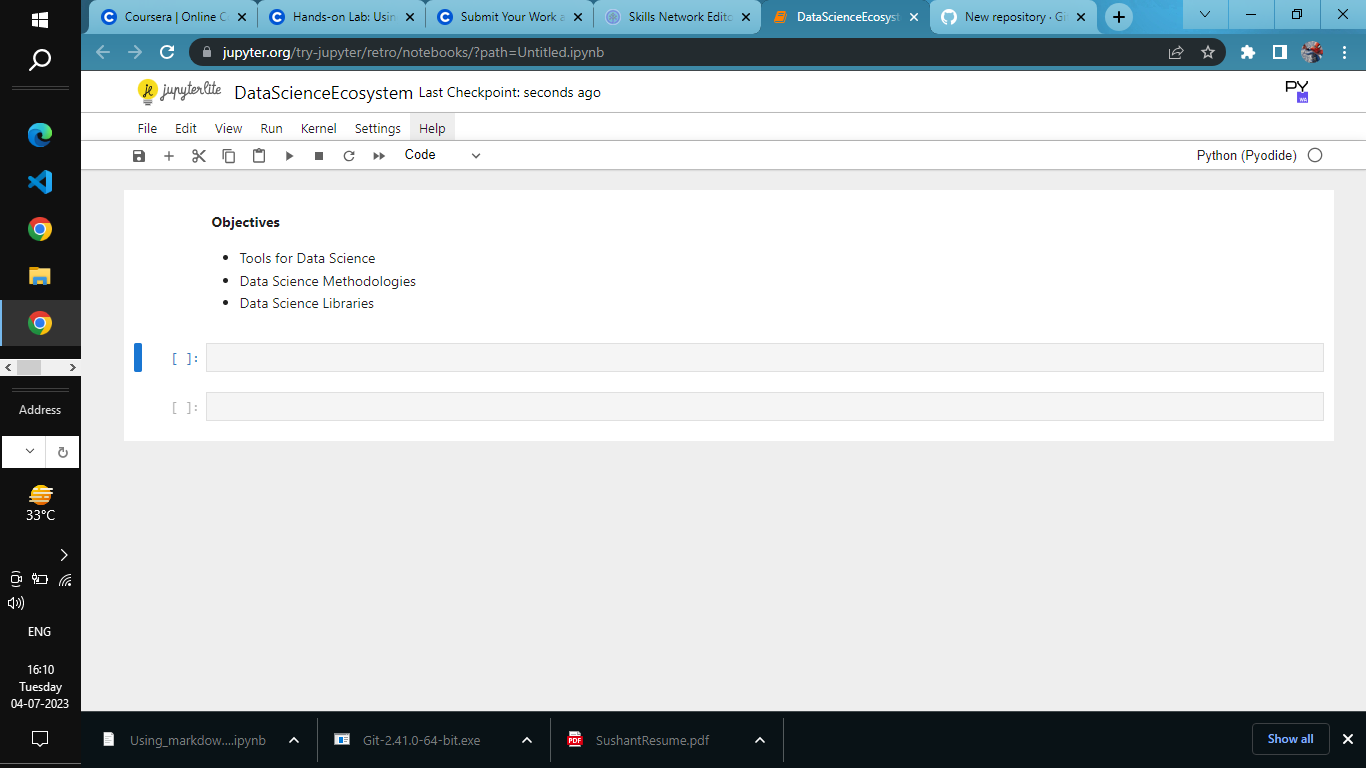 Coursera | Online C
Hands-on Lab: Usin
Submit Your Work a
Skills Network Edito
DataScienceEcosyst
New repository · Gi
jupyter.org/try-jupyter/retro/notebooks/?path=Untitled.ipynb
jupyterlite
DataScienceEcosystem Last Checkpoint: seconds ago
PY
File Edit View Run Kernel Settings Help
Code
Python (Pyodide)
Objectives
• Tools for Data Science
• Data Science Methodologies
• Data Science Libraries
[ ]:
[ ]:
Address
33°C
ENG
16:10
Tuesday
04-07-2023
Using_markdow....ipynb
Git-2.41.0-64-bit.exe
PDF
SushantResume.pdf
Show all